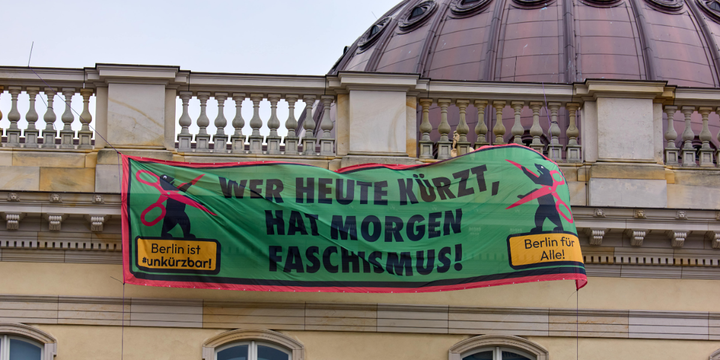 WER HEUTE KÜRZT,
HAT MORGEN
FASCHISMUS!
Berlin ist
#unkürzbar!
Berlin für
Alle!